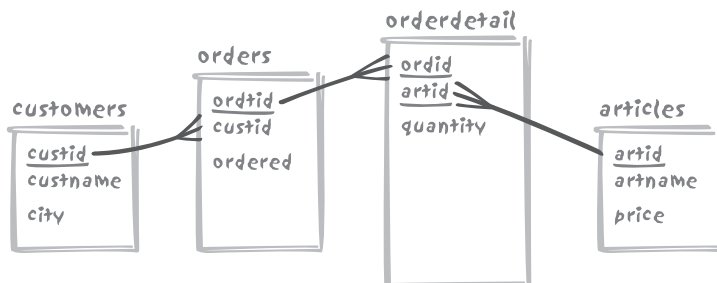 customers
custid
custname
city
orders
ordtid
custid
ordered
orderdetail
ordid
artid
quantity
articles
artid
artname
price